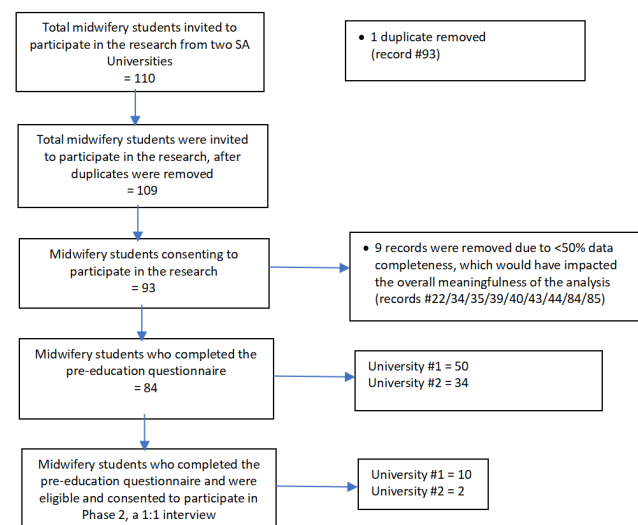 Total midwifery students invited to
participate in the research from two SA
Universities
= 110
• 1 duplicate removed
(record #93)
Total midwifery students were invited
to participate in the research, after
duplicates were removed
= 109
Midwifery students consenting to
participate in the research
= 93
• 9 records were removed due to <50% data
completeness, which would have impacted
the overall meaningfulness of the analysis
(records #22/34/35/39/40/43/44/84/85)
Midwifery students who completed the
pre-education questionnaire
= 84
University #1 = 50
University #2 = 34
Midwifery students who completed the
pre-education questionnaire and were
eligible and consented to participate in
Phase 2, a 1:1 interview
University #1 = 10
University #2 = 2